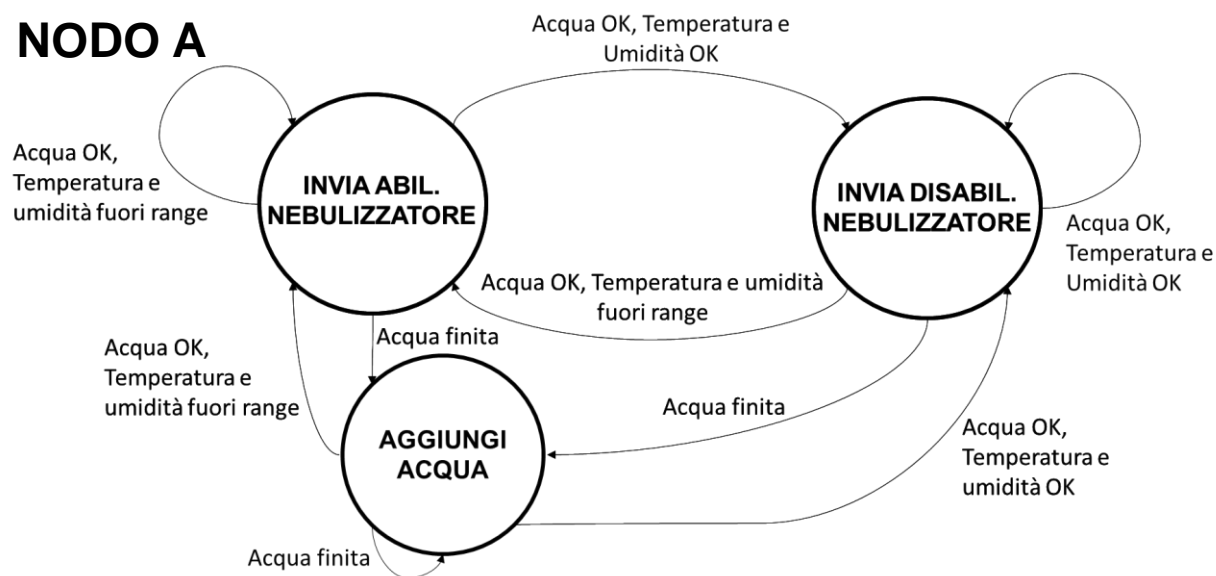 NODO A
Acqua OK, Temperatura e
Umidità OK
Acqua OK,
Temperatura e
umidità fuori range
INVIA ABIL.
NEBULIZZATORE
INVIA DISABIL.
NEBULIZZATORE
Acqua OK,
Temperatura e
Umidità OK
Acqua OK, Temperatura e umidità
fuori range
Acqua finita
Acqua OK,
Temperatura e
umidità fuori range
Acqua finita
AGGIUNGI
ACQUA
Acqua OK,
Temperatura e
umidità OK
Acqua finita